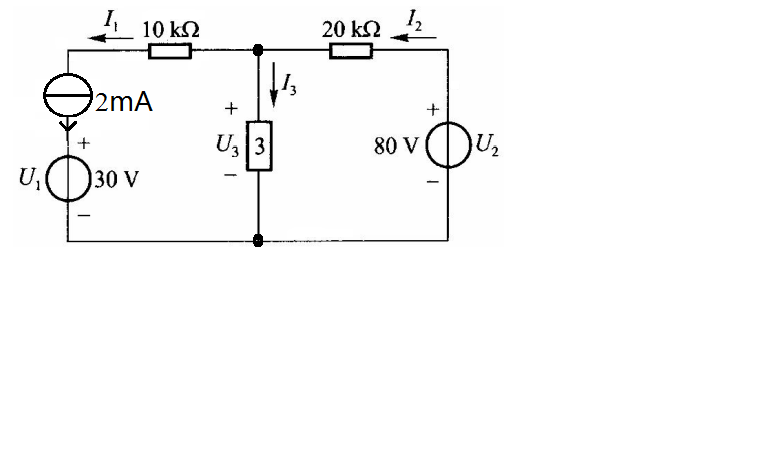 I₁ 10 kΩ 20 kΩ I₂
2mA I₃
+ + +
U₃ 3 80 V U₂
U₁ 30 V − −
−